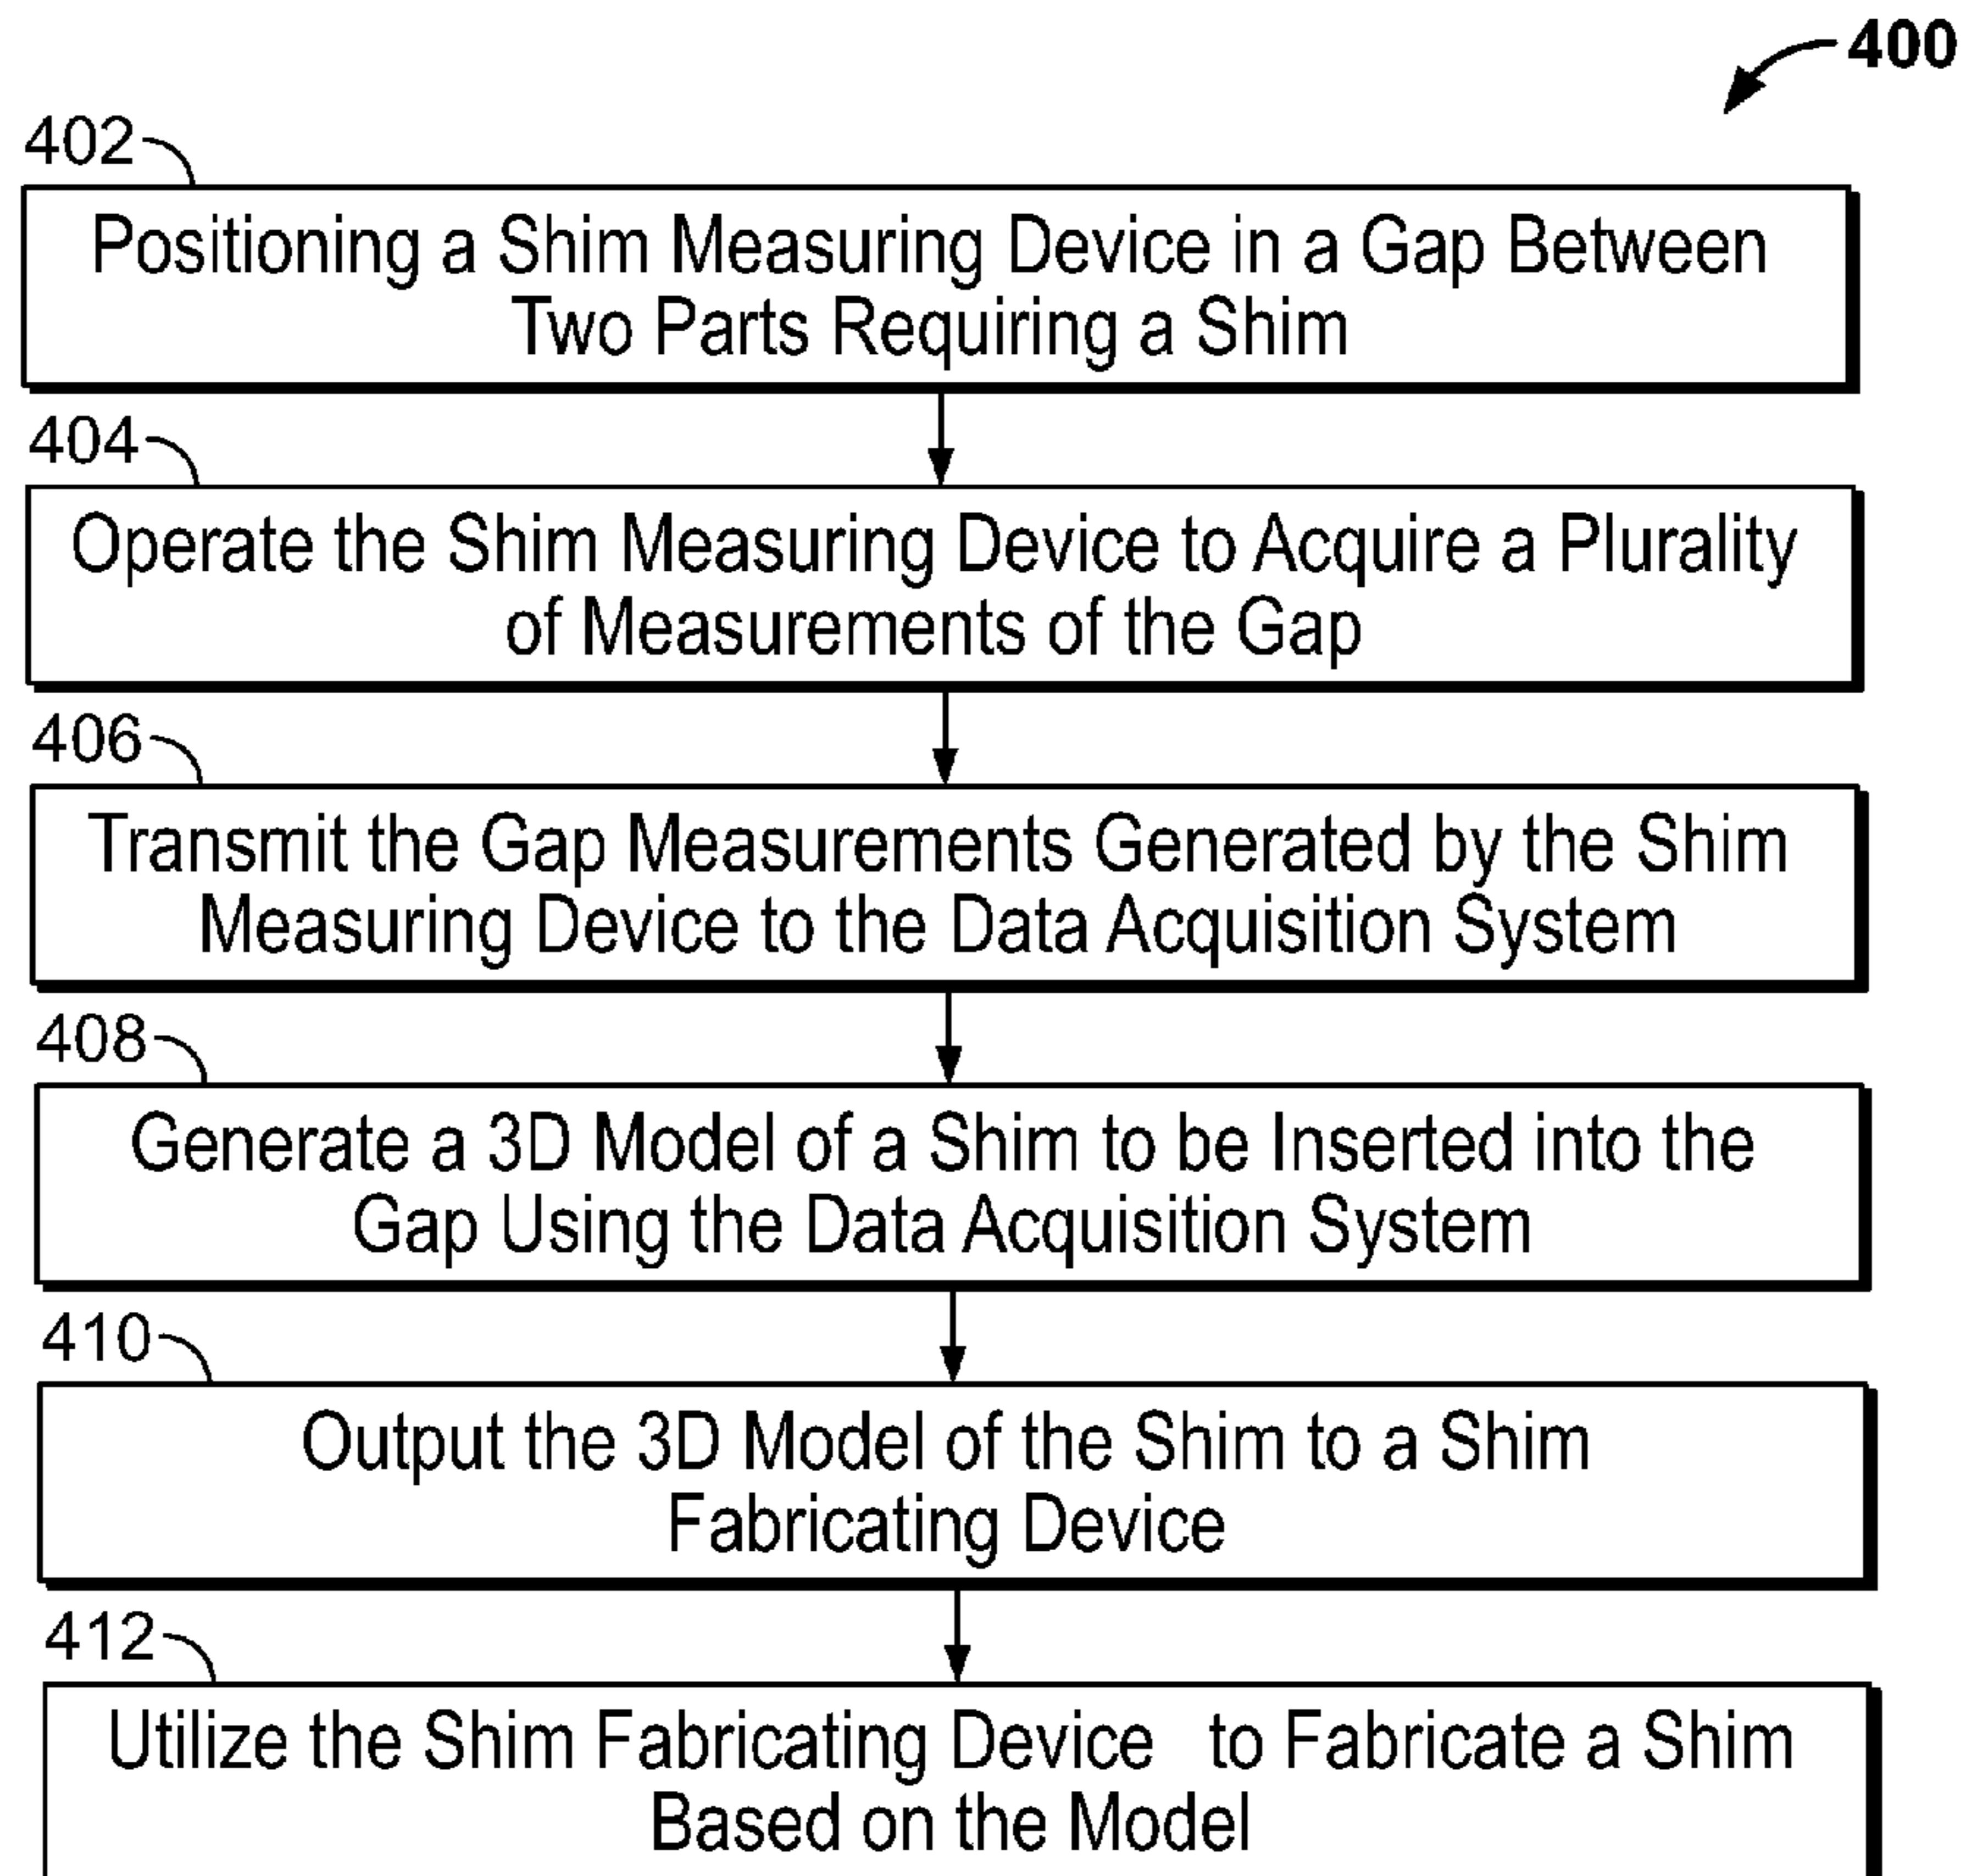 400
402
Positioning a Shim Measuring Device in a Gap Between
Two Parts Requiring a Shim
404
Operate the Shim Measuring Device to Acquire a Plurality
of Measurements of the Gap
406
Transmit the Gap Measurements Generated by the Shim
Measuring Device to the Data Acquisition System
408
Generate a 3D Model of a Shim to be Inserted into the
Gap Using the Data Acquisition System
410
Output the 3D Model of the Shim to a Shim
Fabricating Device
412
Utilize the Shim Fabricating Device to Fabricate a Shim
Based on the Model